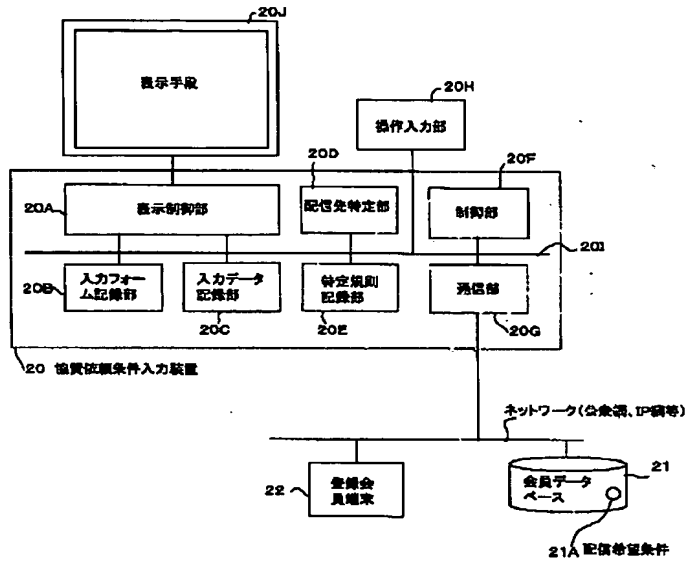 20J
表示手段
20H
操作入力部
20D
20F
20A
表示制御部
配信先特定部
制御部
20I
20B
入力フォー
ム記録部
入力データ
記録部
特定規則
記録部
通信部
20C
20E
20G
20 協賛依頼条件入力装置
ネットワーク(公衆網、IP網等)
22
登録会
員端末
会員データ
ベース
21
21A 配信希望条件